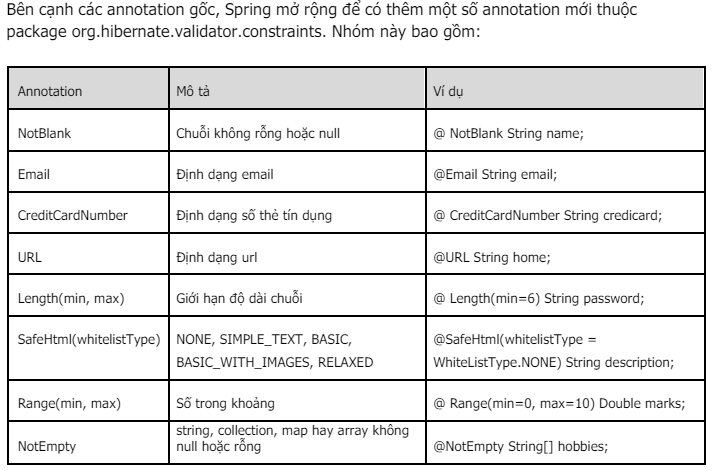 Bên cạnh các annotation gốc, Spring mở rộng để có thêm một số annotation mới thuộc
package org.hibernate.validator.constraints. Nhóm này bao gồm:
Annotation Mô tả Ví dụ
NotBlank Chuỗi không rỗng hoặc null @ NotBlank String name;
Email Định dạng email @Email String email;
CreditCardNumber Định dạng số thẻ tín dụng @ CreditCardNumber String credicard;
URL Định dạng url @URL String home;
Length(min, max) Giới hạn độ dài chuỗi @ Length(min=6) String password;
SafeHtml(whitelistType) NONE, SIMPLE_TEXT, BASIC, @SafeHtml(whitelistType =
BASIC_WITH_IMAGES, RELAXED WhiteListType.NONE) String description;
Range(min, max) Số trong khoảng @ Range(min=0, max=10) Double marks;
string, collection, map hay array không
NotEmpty null hoặc rỗng @NotEmpty String[] hobbies;